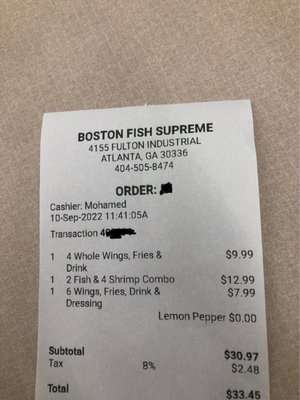 BOSTON FISH SUPREME
4155 FULTON INDUSTRIAL
ATLANTA, GA 30336
404-505-8474
ORDER:
Cashier: Mohamed
10-Sep-2022 11:41:05A
Transaction
1 4 Whole Wings, Fries & $9.99
Drink
1 2 Fish & 4 Shrimp Combo $12.99
1 6 Wings, Fries, Drink & $7.99
Dressing
Lemon Pepper $0.00
Subtotal $30.97
Tax 8% $2.48
Total $33.45